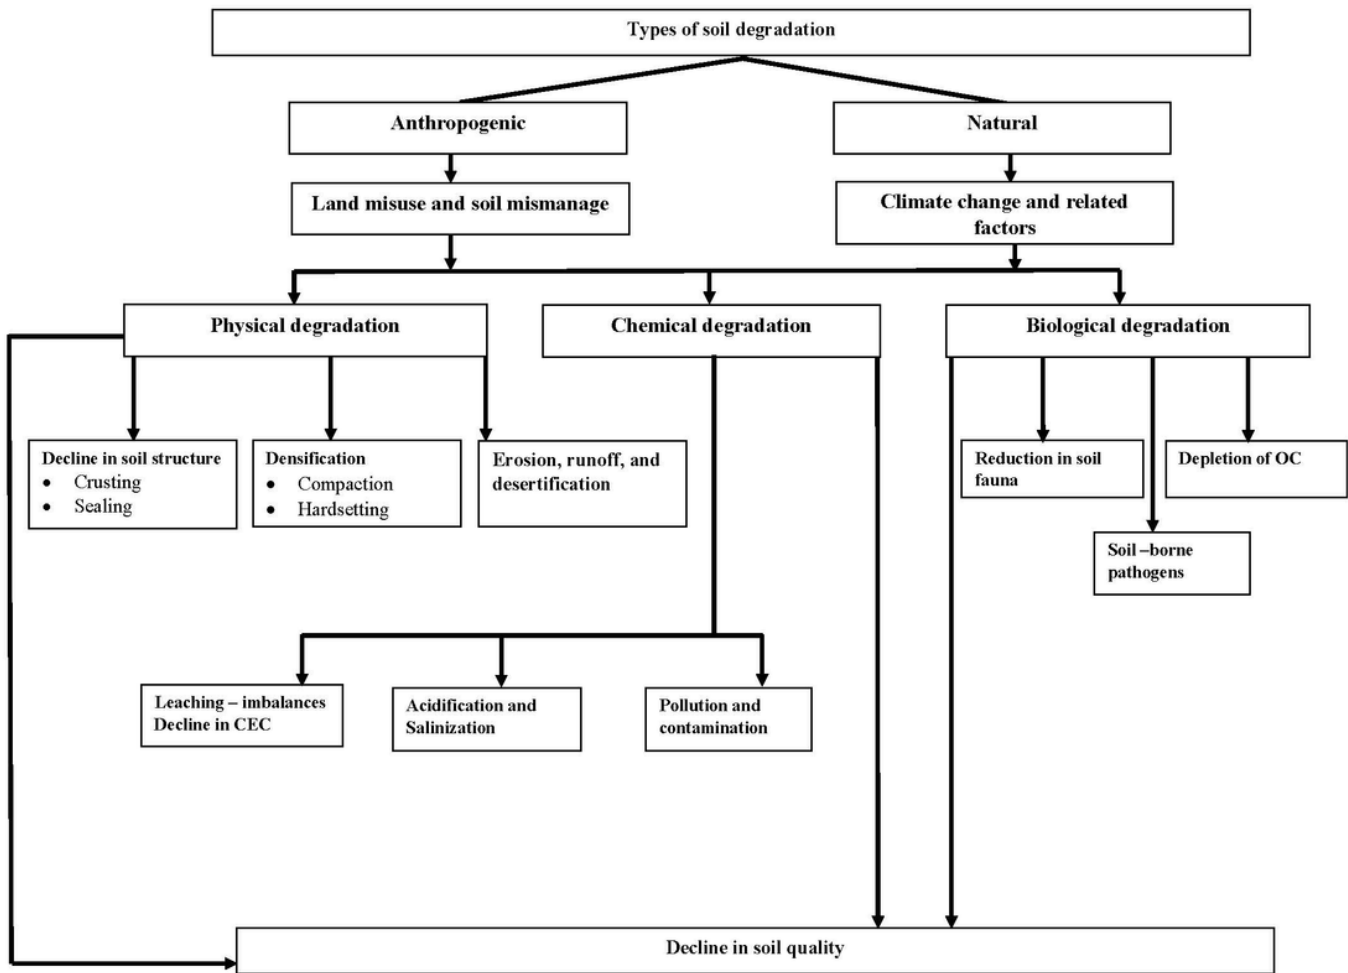 Types of soil degradation
Anthropogenic
Natural
Land misuse and soil mismanage
Climate change and related
factors
Physical degradation
Chemical degradation
Biological degradation
Decline in soil structure
• Crusting
• Sealing
Densification
• Compaction
• Hardsetting
Erosion, runoff, and
desertification
Reduction in soil
fauna
Depletion of OC
Soil –borne
pathogens
Leaching – imbalances
Decline in CEC
Acidification and
Salinization
Pollution and
contamination
Decline in soil quality